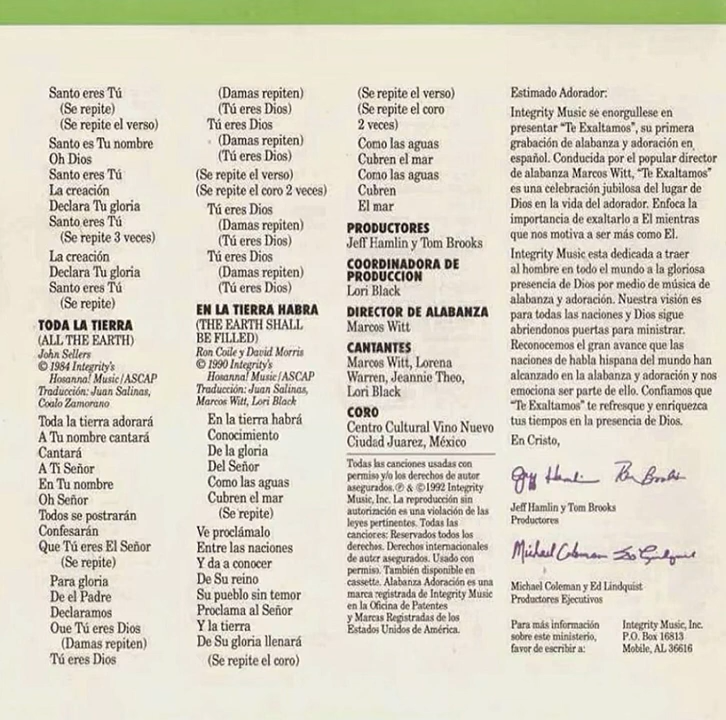 Santo eres Tú
(Se repite)
(Se repite el verso)
Santo es Tu nombre
Oh Dios
Santo eres Tú
La creación
Declara Tu gloria
Santo eres Tú
(Se repite 3 veces)
La creación
Declara Tu gloria
Santo eres Tú
(Se repite)
TODA LA TIERRA
(ALL THE EARTH)
John Sellers
© 1984 Integrity's
Hosanna! Music/ASCAP
Traducción: Juan Salinas,
Coalo Zamorano
Toda la tierra adorará
A Tu nombre cantará
Cantará
A Ti Señor
En Tu nombre
Oh Señor
Todos se postrarán
Confesarán
Que Tú eres El Señor
(Se repite)
Para gloria
De el Padre
Declaramos
Que Tú eres Dios
(Damas repiten)
Tú eres Dios
(Damas repiten)
(Tú eres Dios)
Tú eres Dios
(Damas repiten)
(Tú eres Dios)
(Se repite el verso)
(Se repite el coro 2 veces)
Tú eres Dios
(Damas repiten)
(Tú eres Dios)
Tú eres Dios
(Damas repiten)
(Tú eres Dios)
EN LA TIERRA HABRA
(THE EARTH SHALL
BE FILLED)
Ron Coile y David Morris
© 1990 Integrity's
Hosanna! Music/ASCAP
Traducción: Juan Salinas,
Marcos Witt, Lori Black
En la tierra habrá
Conocimiento
De la gloria
Del Señor
Como las aguas
Cubren el mar
(Se repite)
Ve proclámalo
Entre las naciones
Y da a conocer
De Su reino
Su pueblo sin temor
Proclama al Señor
Y la tierra
De Su gloria llenará
(Se repite el coro)
(Se repite el verso)
(Se repite el coro
2 veces)
Como las aguas
Cubren el mar
Como las aguas
Cubren
El mar
PRODUCTORES
Jeff Hamlin y Tom Brooks
COORDINADORA DE
PRODUCCION
Lori Black
DIRECTOR DE ALABANZA
Marcos Witt
CANTANTES
Marcos Witt, Lorena
Warren, Jeannie Theo,
Lori Black
CORO
Centro Cultural Vino Nuevo
Ciudad Juarez, México
Todas las canciones usadas con
permiso y/o los derechos de autor
asegurados. ℗ & ©1992 Integrity
Music, Inc. La reproducción sin
autorización es una violación de las
leyes pertinentes. Todas las
canciones: Reservados todos los
derechos. Derechos internacionales
de autor asegurados. Usado con
permiso. También disponible en
cassette. Alabanza Adoración es una
marca registrada de Integrity Music
en la Oficina de Patentes
y Marcas Registradas de los
Estados Unidos de América.
Estimado Adorador:
Integrity Music se enorgullese en
presentar "Te Exaltamos", su primera
grabación de alabanza y adoración en
español. Conducida por el popular director
de alabanza Marcos Witt, "Te Exaltamos"
es una celebración jubilosa del lugar de
Dios en la vida del adorador. Enfoca la
importancia de exaltarlo a El mientras
que nos motiva a ser más como El.
Integrity Music esta dedicada a traer
al hombre en todo el mundo a la gloriosa
presencia de Dios por medio de música de
alabanza y adoración. Nuestra visión es
para todas las naciones y Dios sigue
abriendonos puertas para ministrar.
Reconocemos el gran avance que las
naciones de habla hispana del mundo han
alcanzado en la alabanza y adoración y nos
emociona ser parte de ello. Confiamos que
"Te Exaltamos" te refresque y enriquezca
tus tiempos en la presencia de Dios.
En Cristo,
Jeff Hamlin Tom Brooks
Jeff Hamlin y Tom Brooks
Productores
Michael Coleman Ed Lindquist
Michael Coleman y Ed Lindquist
Productores Ejecutivos
Para más información
sobre este ministerio,
favor de escribir a:
Integrity Music, Inc.
P.O. Box 16813
Mobile, AL 36616